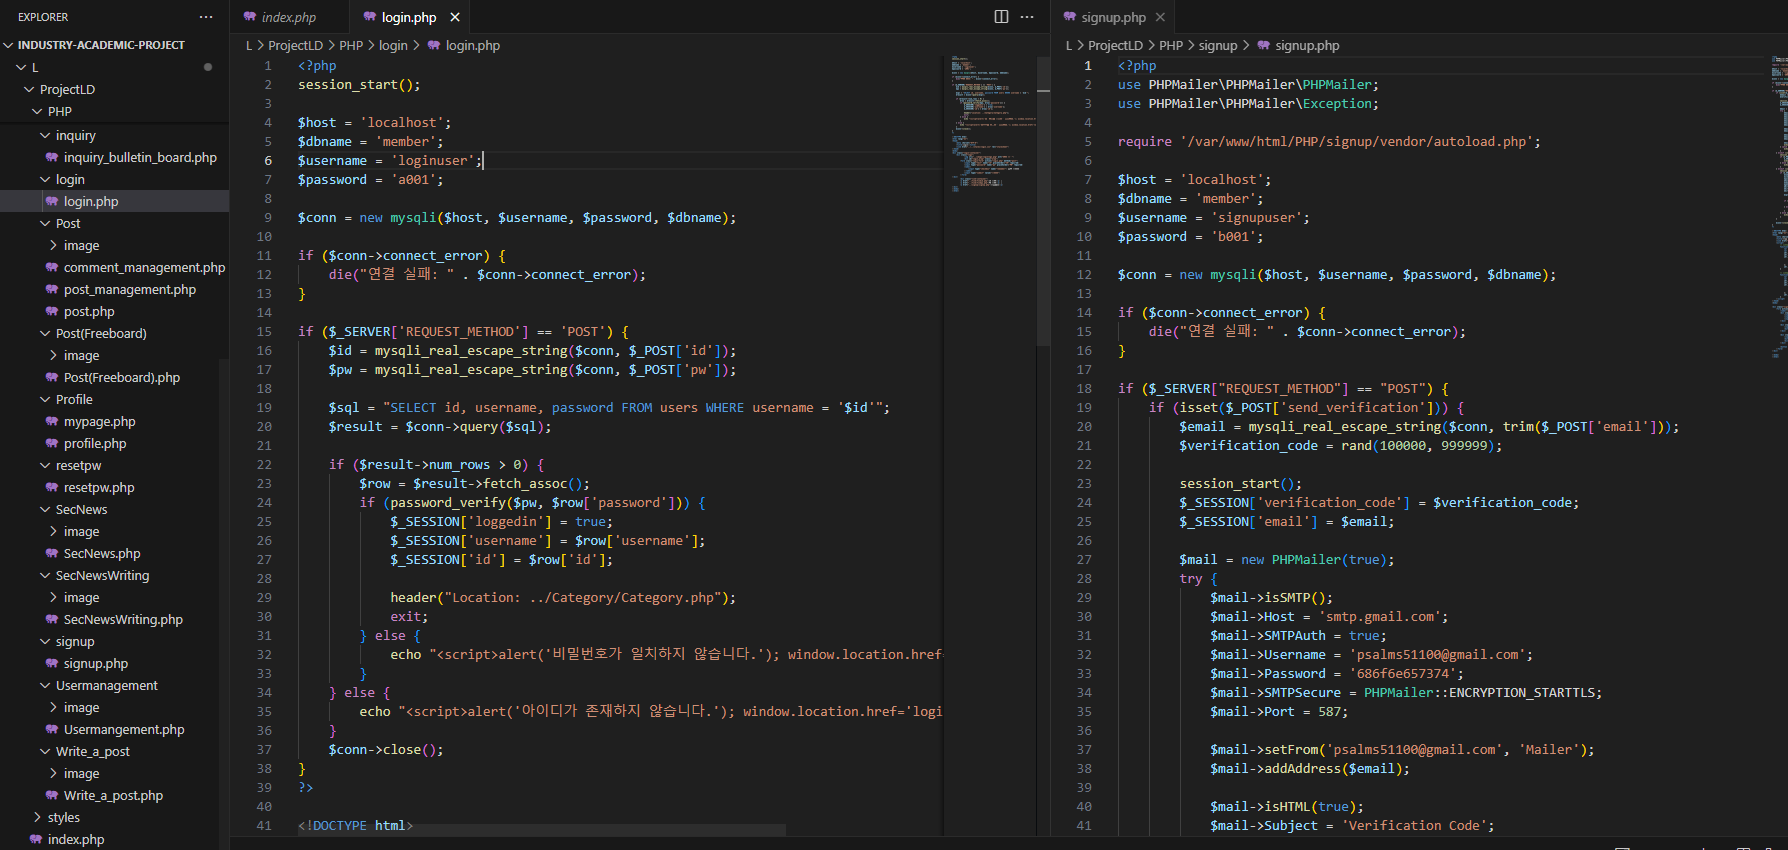 EXPLORER
INDUSTRY-ACADEMIC-PROJECT
L
ProjectLD
PHP
inquiry
inquiry_bulletin_board.php
login
login.php
Post
image
comment_management.php
post_management.php
post.php
Post(Freeboard)
image
Post(Freeboard).php
Profile
mypage.php
profile.php
resetpw
resetpw.php
SecNews
image
SecNews.php
SecNewsWriting
image
SecNewsWriting.php
signup
signup.php
Usermanagement
image
Usermangement.php
Write_a_post
image
Write_a_post.php
styles
index.php
index.php
login.php
L > ProjectLD > PHP > login > login.php
1 <?php
2 session_start();
3
4 $host = 'localhost';
5 $dbname = 'member';
6 $username = 'loginuser';
7 $password = 'a001';
8
9 $conn = new mysqli($host, $username, $password, $dbname);
10
11 if ($conn->connect_error) {
12 die("연결 실패: " . $conn->connect_error);
13 }
14
15 if ($_SERVER['REQUEST_METHOD'] == 'POST') {
16 $id = mysqli_real_escape_string($conn, $_POST['id']);
17 $pw = mysqli_real_escape_string($conn, $_POST['pw']);
18
19 $sql = "SELECT id, username, password FROM users WHERE username = '$id'";
20 $result = $conn->query($sql);
21
22 if ($result->num_rows > 0) {
23 $row = $result->fetch_assoc();
24 if (password_verify($pw, $row['password'])) {
25 $_SESSION['loggedin'] = true;
26 $_SESSION['username'] = $row['username'];
27 $_SESSION['id'] = $row['id'];
28
29 header("Location: ../Category/Category.php");
30 exit;
31 } else {
32 echo "<script>alert('비밀번호가 일치하지 않습니다.'); window.location.href=
33 }
34 } else {
35 echo "<script>alert('아이디가 존재하지 않습니다.'); window.location.href='logi
36 }
37 $conn->close();
38 }
39 ?>
40
41 <!DOCTYPE html>
signup.php
L > ProjectLD > PHP > signup > signup.php
1 <?php
2 use PHPMailer\PHPMailer\PHPMailer;
3 use PHPMailer\PHPMailer\Exception;
4
5 require '/var/www/html/PHP/signup/vendor/autoload.php';
6
7 $host = 'localhost';
8 $dbname = 'member';
9 $username = 'signupuser';
10 $password = 'b001';
11
12 $conn = new mysqli($host, $username, $password, $dbname);
13
14 if ($conn->connect_error) {
15 die("연결 실패: " . $conn->connect_error);
16 }
17
18 if ($_SERVER["REQUEST_METHOD"] == "POST") {
19 if (isset($_POST['send_verification'])) {
20 $email = mysqli_real_escape_string($conn, trim($_POST['email']));
21 $verification_code = rand(100000, 999999);
22
23 session_start();
24 $_SESSION['verification_code'] = $verification_code;
25 $_SESSION['email'] = $email;
26
27 $mail = new PHPMailer(true);
28 try {
29 $mail->isSMTP();
30 $mail->Host = 'smtp.gmail.com';
31 $mail->SMTPAuth = true;
32 $mail->Username = 'psalms51100@gmail.com';
33 $mail->Password = '686f6e657374';
34 $mail->SMTPSecure = PHPMailer::ENCRYPTION_STARTTLS;
35 $mail->Port = 587;
36
37 $mail->setFrom('psalms51100@gmail.com', 'Mailer');
38 $mail->addAddress($email);
39
40 $mail->isHTML(true);
41 $mail->Subject = 'Verification Code';